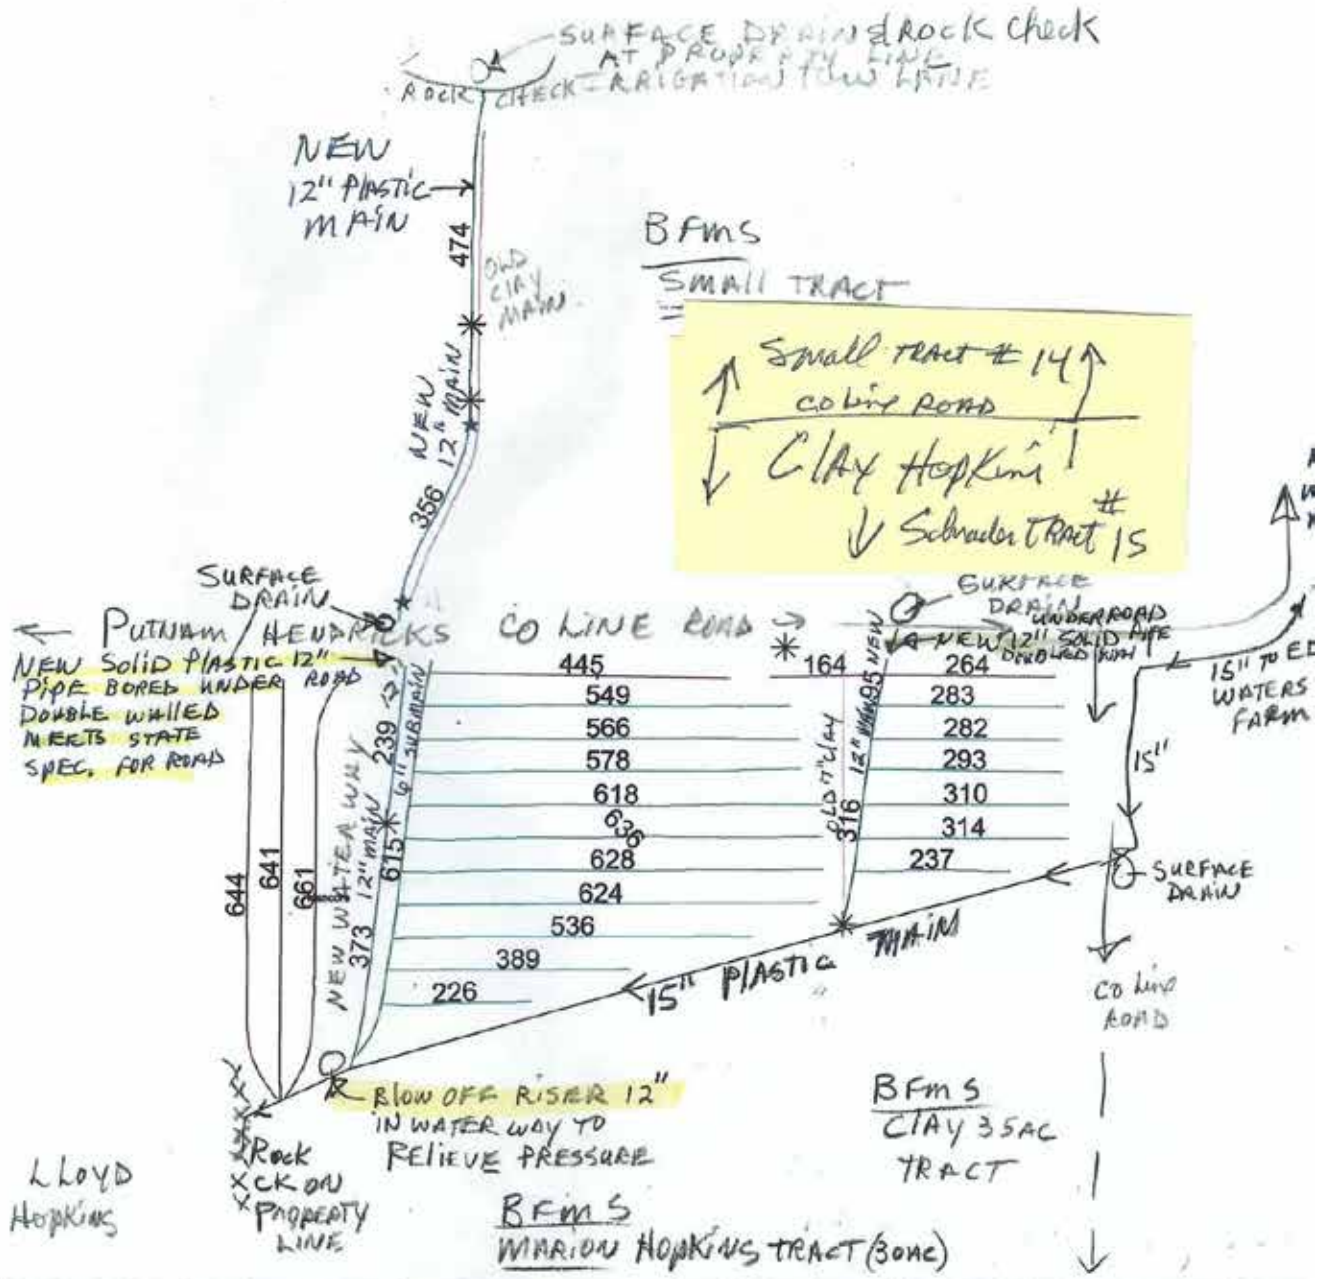 SURFACE DRAIN & ROCK Check
AT PROPERTY LINE
ROCK CHECK - IRRIGATION TOW LANE
NEW
12" PLASTIC
MAIN
474
OLD
CLAY
MAIN
BFMS
SMALL TRACT
Small TRACT # 14
CO Line ROAD
CLAY Hopkins
Schrader TRACT # 15
NEW
12" MAIN
356
SURFACE
DRAIN
SURFACE
DRAIN
PUTNAM / HENDRICKS CO LINE ROAD
UNDER ROAD
NEW 12" SOLID PIPE
DOUBLED
NEW SOLID PLASTIC 12"
PIPE BORED UNDER ROAD
DOUBLE WALLED
MEETS STATE
SPEC. FOR ROAD
15" TO ED
WATERS
FARM
15"
445
164
264
549
283
566
282
578
293
618
310
636
314
628
237
624
536
389
226
239
12"
6" SUBMAIN
615
NEW WATER WAY
373
12" MAIN
644
641
661
OLD CLAY
316
12" MAIN
95
NEW
SURFACE
DRAIN
15" PLASTIC MAIN
CO Line
ROAD
BLOW OFF RISER 12"
IN WATER WAY TO
RELIEVE PRESSURE
BFMS
CLAY 35AC
TRACT
LLOYD
HOPKINS
Rock
CK ON
PROPERTY
LINE
BFMS
MARION HOPKINS TRACT (30AC)